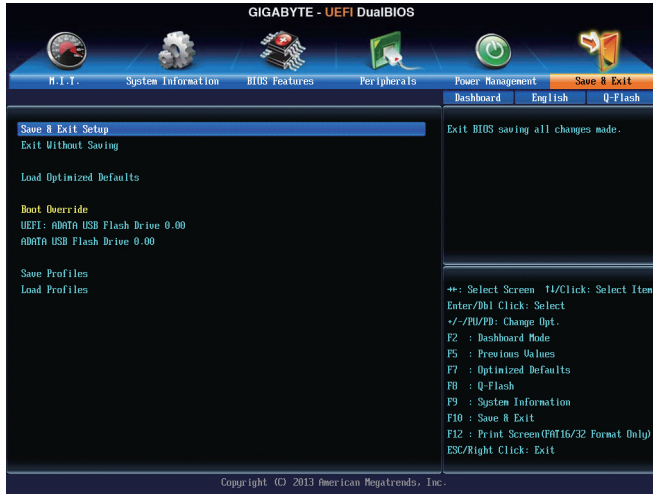 GIGABYTE - UEFI DualBIOS
M.I.T.
System Information
BIOS Features
Peripherals
Power Management
Save & Exit
Dashboard
English
Q-Flash
Save & Exit Setup
Exit Without Saving
Load Optimized Defaults
Boot Override
UEFI: ADATA USB Flash Drive 0.00
ADATA USB Flash Drive 0.00
Save Profiles
Load Profiles
Exit BIOS saving all changes made.
→←: Select Screen ↑↓/Click: Select Item
Enter/Dbl Click: Select
+/-/PU/PD: Change Opt.
F2 : Dashboard Mode
F5 : Previous Values
F7 : Optimized Defaults
F8 : Q-Flash
F9 : System Information
F10 : Save & Exit
F12 : Print Screen(FAT16/32 Format Only)
ESC/Right Click: Exit
Copyright (C) 2013 American Megatrends, Inc.